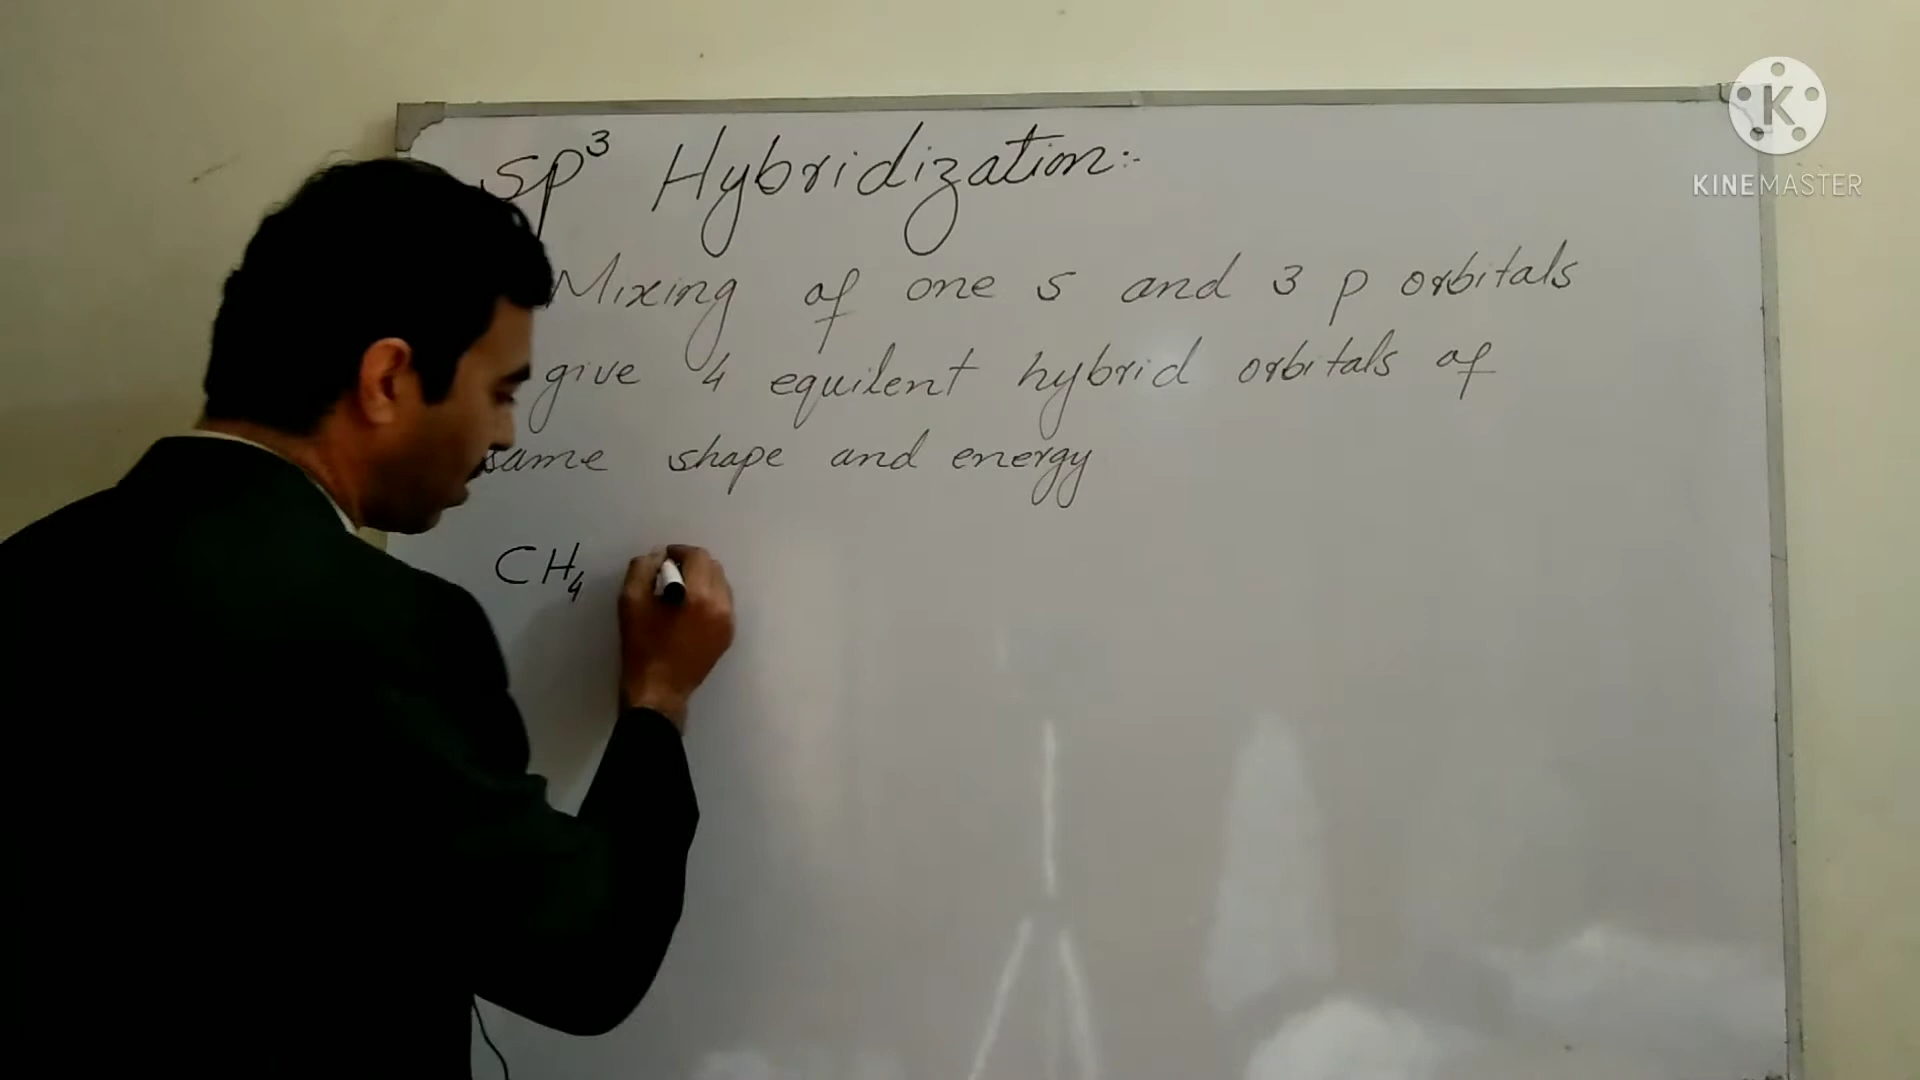 sp³ Hybridization:-
Mixing of one s and 3 p orbitals
give 4 equilent hybrid orbitals of
same shape and energy
CH₄
K
KINEMASTER